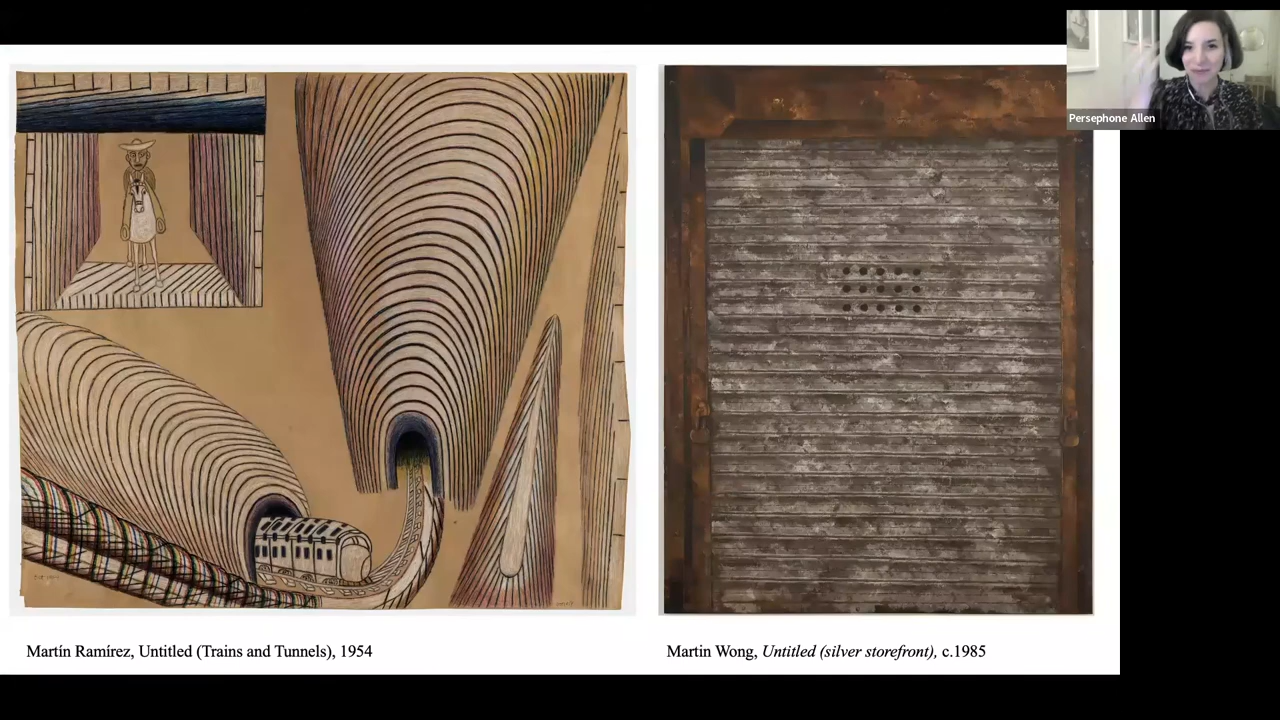 Persephone Allen
Martín Ramírez, Untitled (Trains and Tunnels), 1954
Martin Wong, Untitled (silver storefront), c.1985